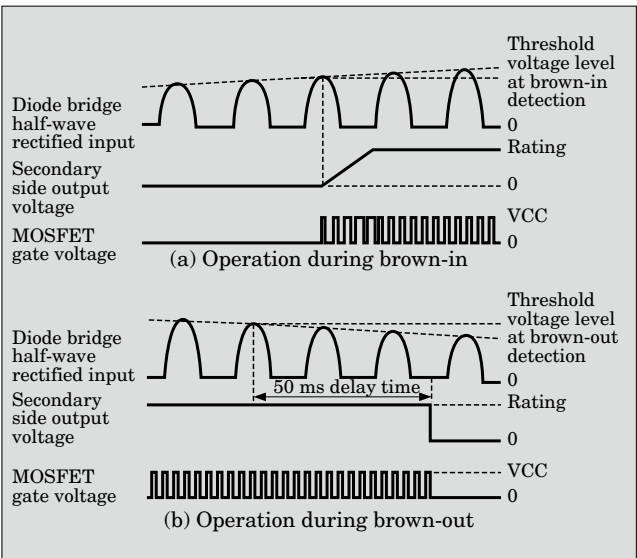 Threshold
voltage level
at brown-in
detection
Diode bridge
half-wave
rectified input
0
Rating
Secondary
side output
voltage
0
VCC
MOSFET
gate voltage
0
(a) Operation during brown-in
Threshold
voltage level
at brown-out
detection
Diode bridge
half-wave
rectified input
0
50 ms delay time
Secondary
side output
voltage
Rating
0
MOSFET
gate voltage
VCC
0
(b) Operation during brown-out